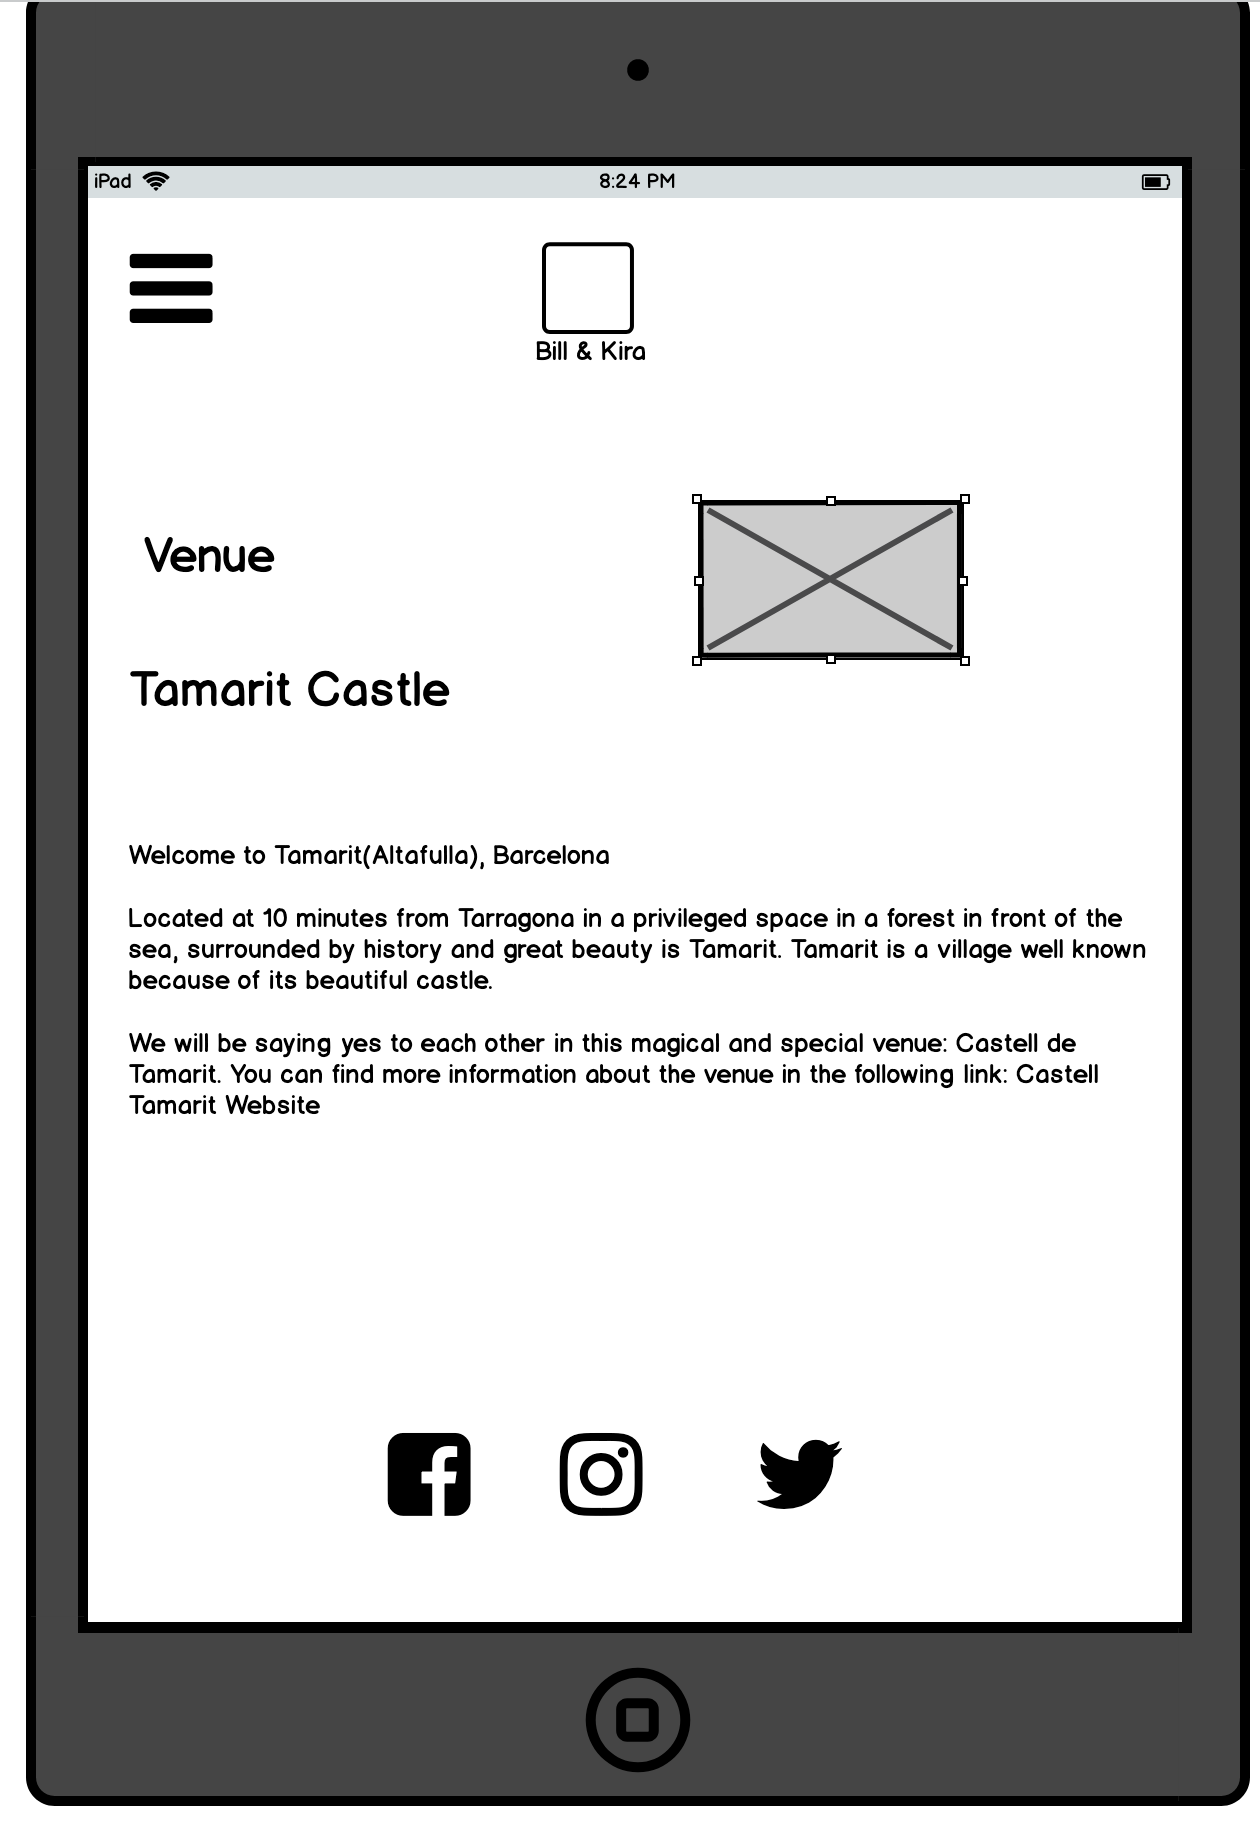 iPad 8:24 PM
Bill & Kira
Venue
Tamarit Castle
Welcome to Tamarit(Altafulla), Barcelona
Located at 10 minutes from Tarragona in a privileged space in a forest in front of the
sea, surrounded by history and great beauty is Tamarit. Tamarit is a village well known
because of its beautiful castle.
We will be saying yes to each other in this magical and special venue: Castell de
Tamarit. You can find more information about the venue in the following link: Castell
Tamarit Website